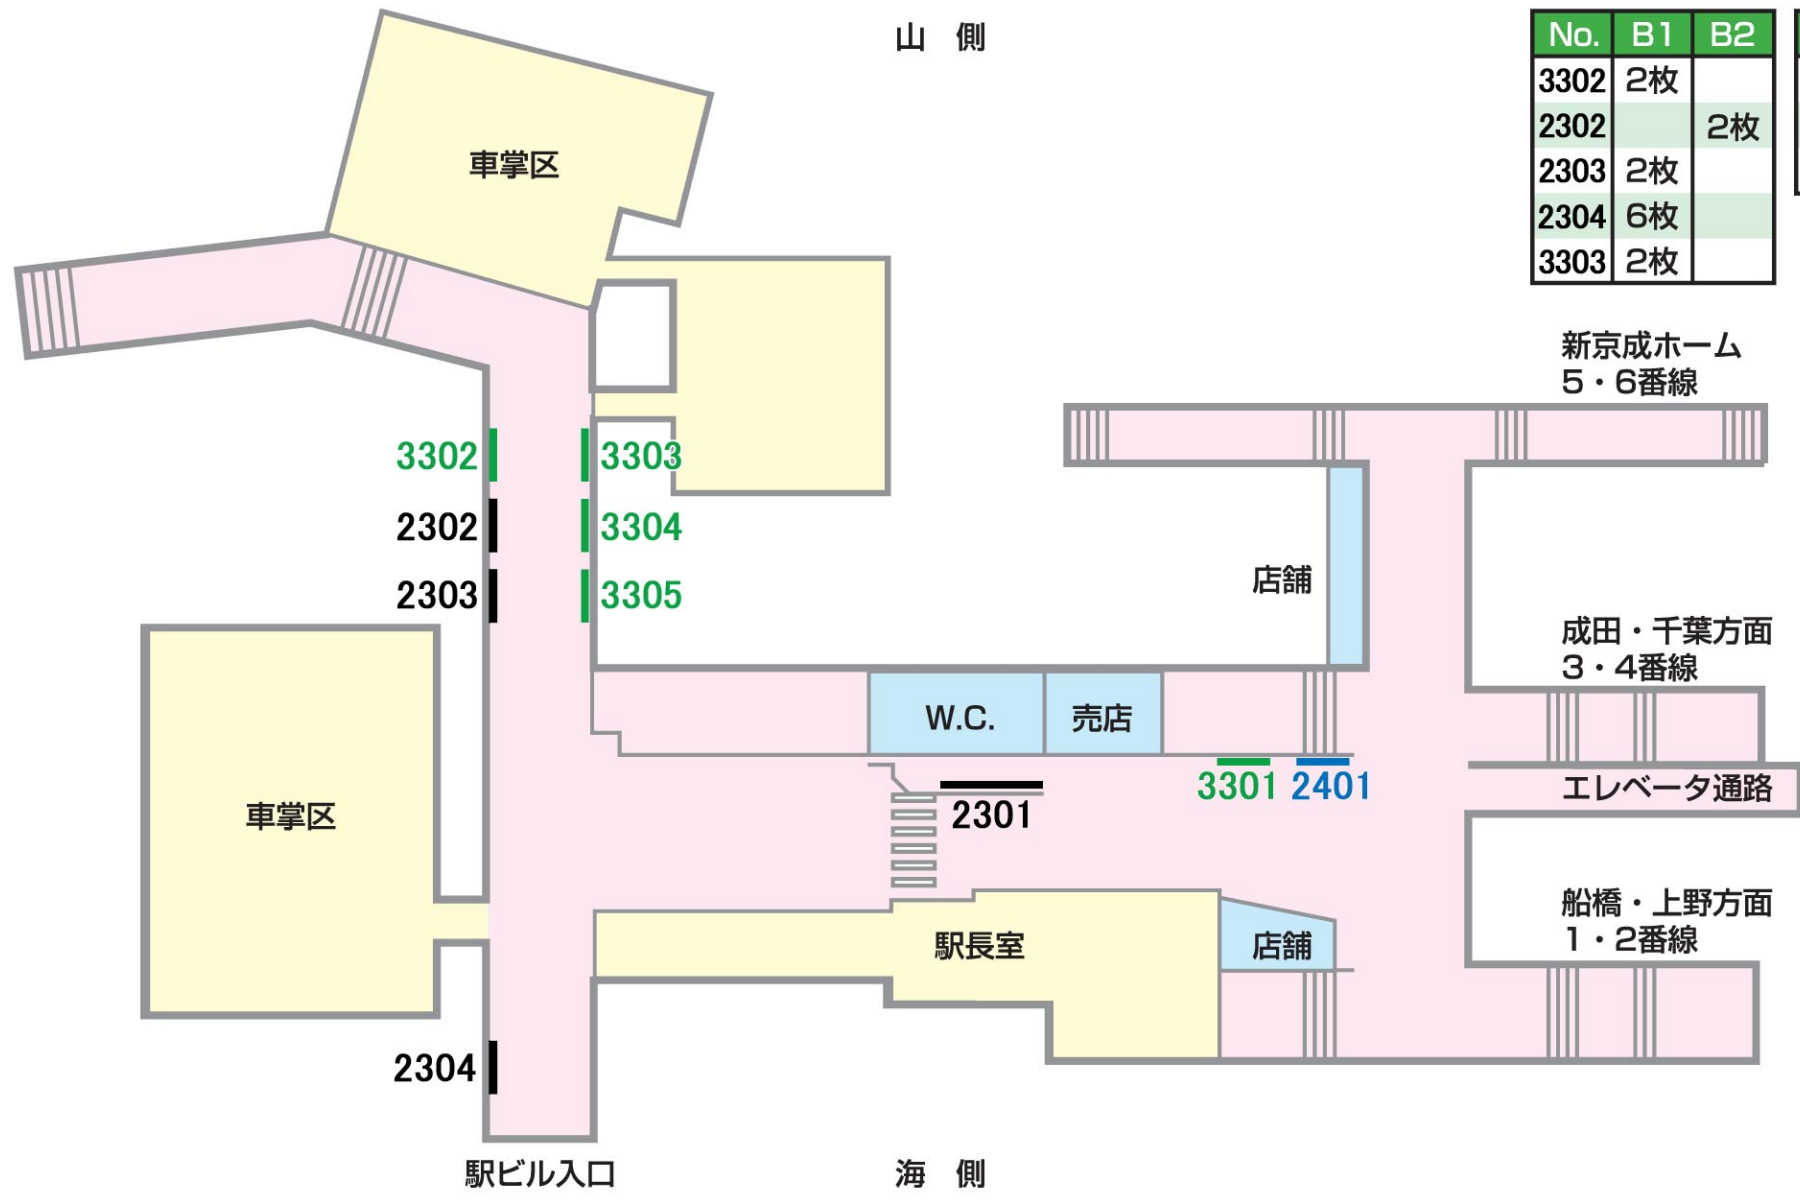 山 側
No. B1 B2
3302 2枚
2302 2枚
2303 2枚
2304 6枚
3303 2枚
車掌区
新京成ホーム
5・6番線
3302
3303
2302
3304
2303
3305
店舗
成田・千葉方面
3・4番線
W.C.
売店
3301
2401
エレベータ通路
2301
車掌区
船橋・上野方面
1・2番線
駅長室
店舗
2304
駅ビル入口
海 側